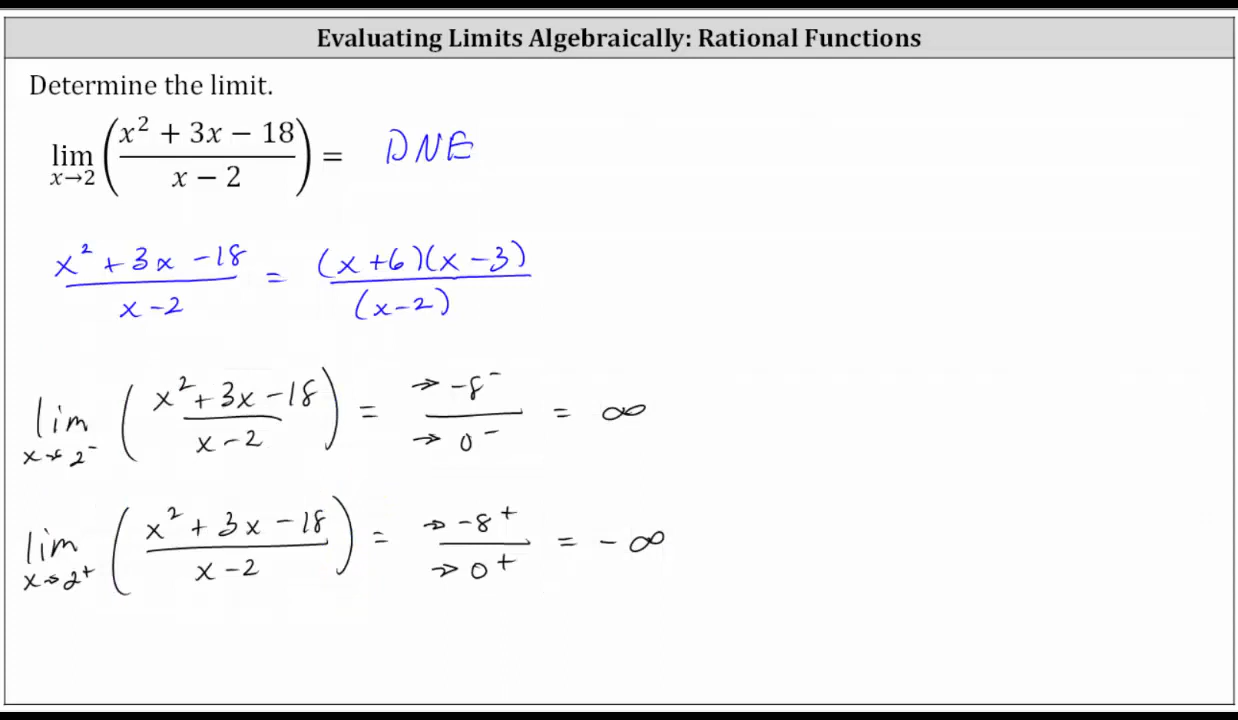 Evaluating Limits Algebraically: Rational Functions
Determine the limit.
lim x→2 ( (x² + 3x − 18) / (x − 2) ) = DNE
(x² + 3x − 18) / (x − 2) = ((x + 6)(x − 3)) / ((x − 2))
lim x→2⁻ ( (x² + 3x − 18) / (x − 2) ) = (→ −8⁻) / (→ 0⁻) = ∞
lim x→2⁺ ( (x² + 3x − 18) / (x − 2) ) = (→ −8⁺) / (→ 0⁺) = −∞